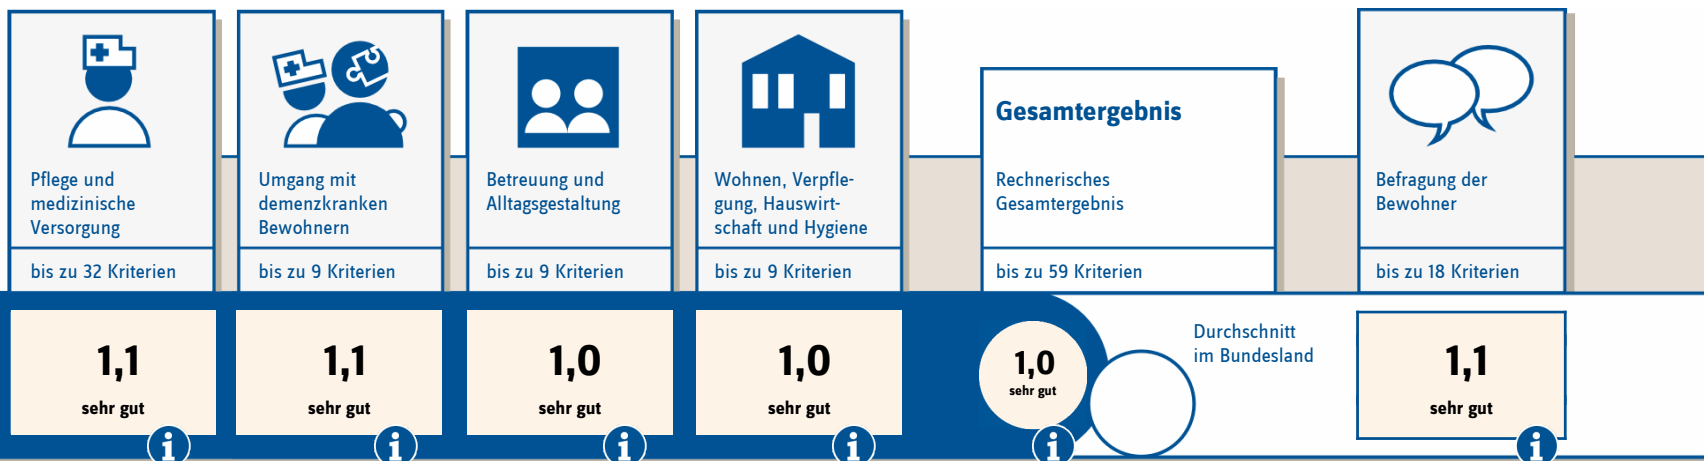 Pflege und
medizinische
Versorgung
bis zu 32 Kriterien
1,1
sehr gut
i
Umgang mit
demenzkranken
Bewohnern
bis zu 9 Kriterien
1,1
sehr gut
i
Betreuung und
Alltagsgestaltung
bis zu 9 Kriterien
1,0
sehr gut
i
Wohnen, Verpfle-
gung, Hauswirt-
schaft und Hygiene
bis zu 9 Kriterien
1,0
sehr gut
i
Gesamtergebnis
Rechnerisches
Gesamtergebnis
bis zu 59 Kriterien
1,0
sehr gut
i
Durchschnitt
im Bundesland
Befragung der
Bewohner
bis zu 18 Kriterien
1,1
sehr gut
i